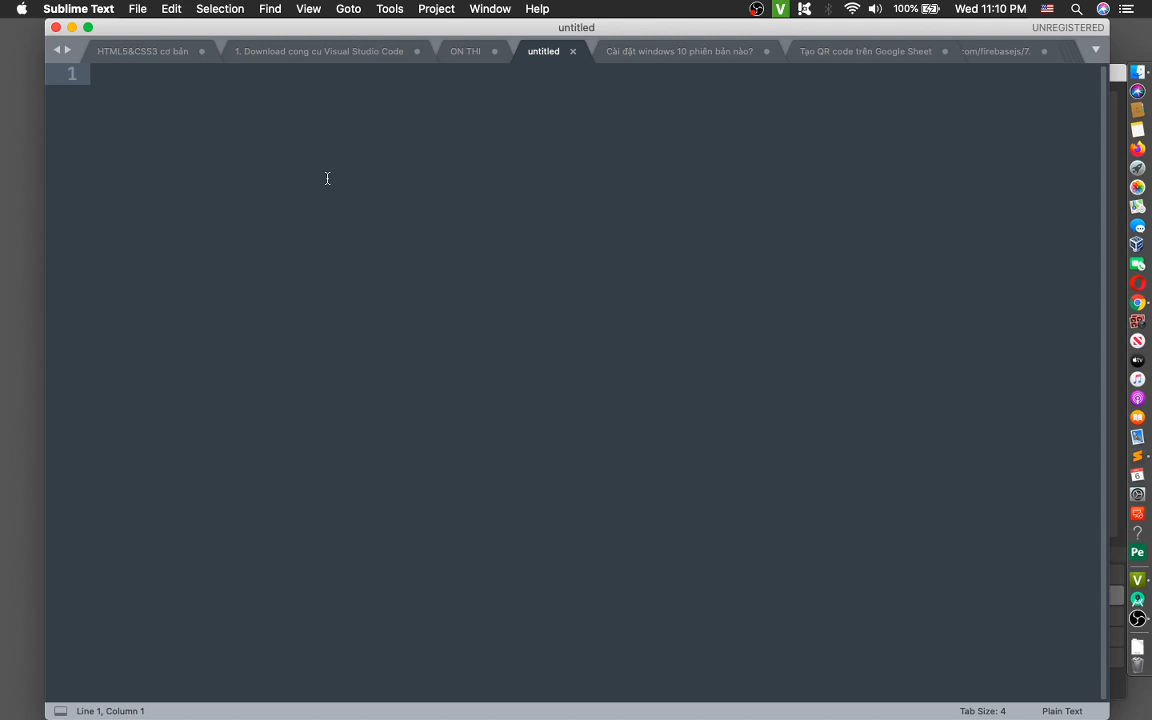 Sublime Text File Edit Selection Find View Goto Tools Project Window Help V 100% Wed 11:10 PM
untitled UNREGISTERED
HTML5&CSS3 cơ bản 1. Download cong cu Visual Studio Code ON THI untitled Cài đặt windows 10 phiên bản nào? Tạo QR code trên Google Sheet :om/firebasejs/7.
1
6
?
Pe
V
Line 1, Column 1 Tab Size: 4 Plain Text